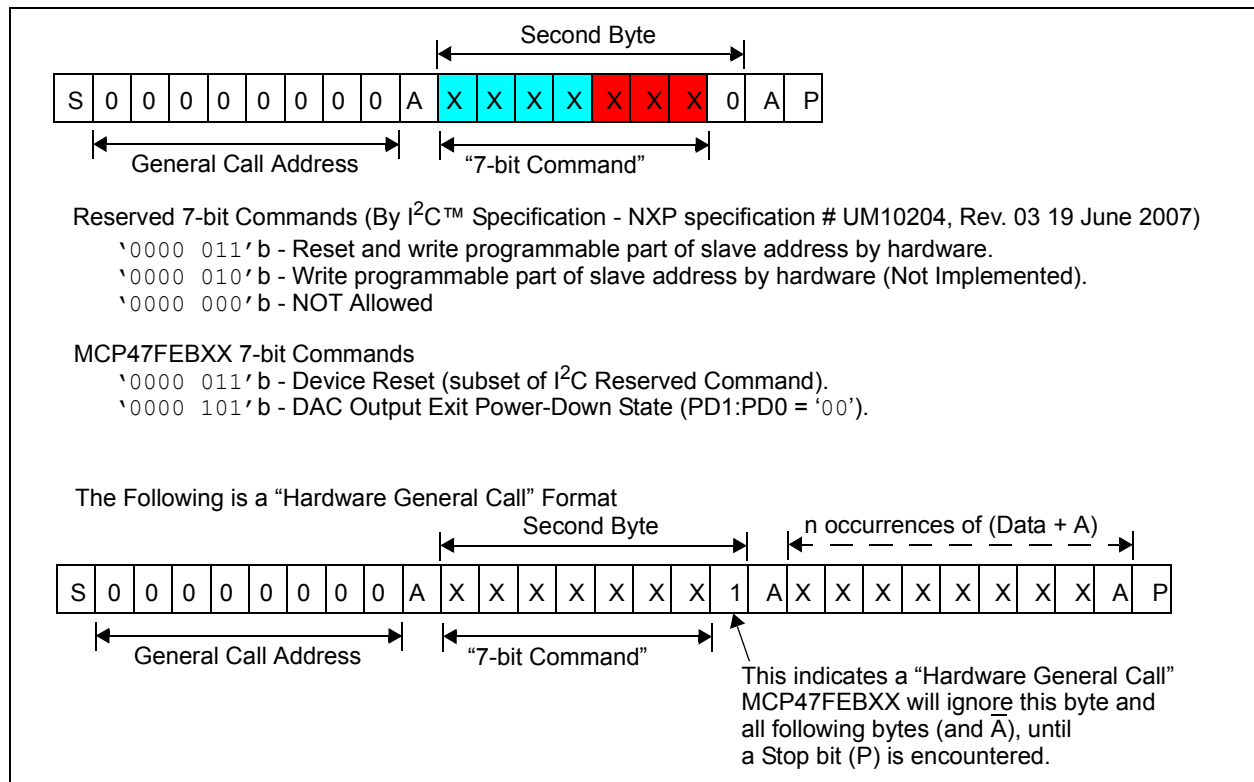 Second Byte
S 0 0 0 0 0 0 0 0 A X X X X X X X 0 A P
General Call Address “7-bit Command”
Reserved 7-bit Commands (By I²C™ Specification - NXP specification # UM10204, Rev. 03 19 June 2007)
‘0000 011’b - Reset and write programmable part of slave address by hardware.
‘0000 010’b - Write programmable part of slave address by hardware (Not Implemented).
‘0000 000’b - NOT Allowed
MCP47FEBXX 7-bit Commands
‘0000 011’b - Device Reset (subset of I²C Reserved Command).
‘0000 101’b - DAC Output Exit Power-Down State (PD1:PD0 = ‘00’).
The Following is a “Hardware General Call” Format
Second Byte n occurrences of (Data + A)
S 0 0 0 0 0 0 0 0 A X X X X X X X 1 A X X X X X X X X A P
General Call Address “7-bit Command”
This indicates a “Hardware General Call”
MCP47FEBXX will ignore this byte and
all following bytes (and A̅), until
a Stop bit (P) is encountered.